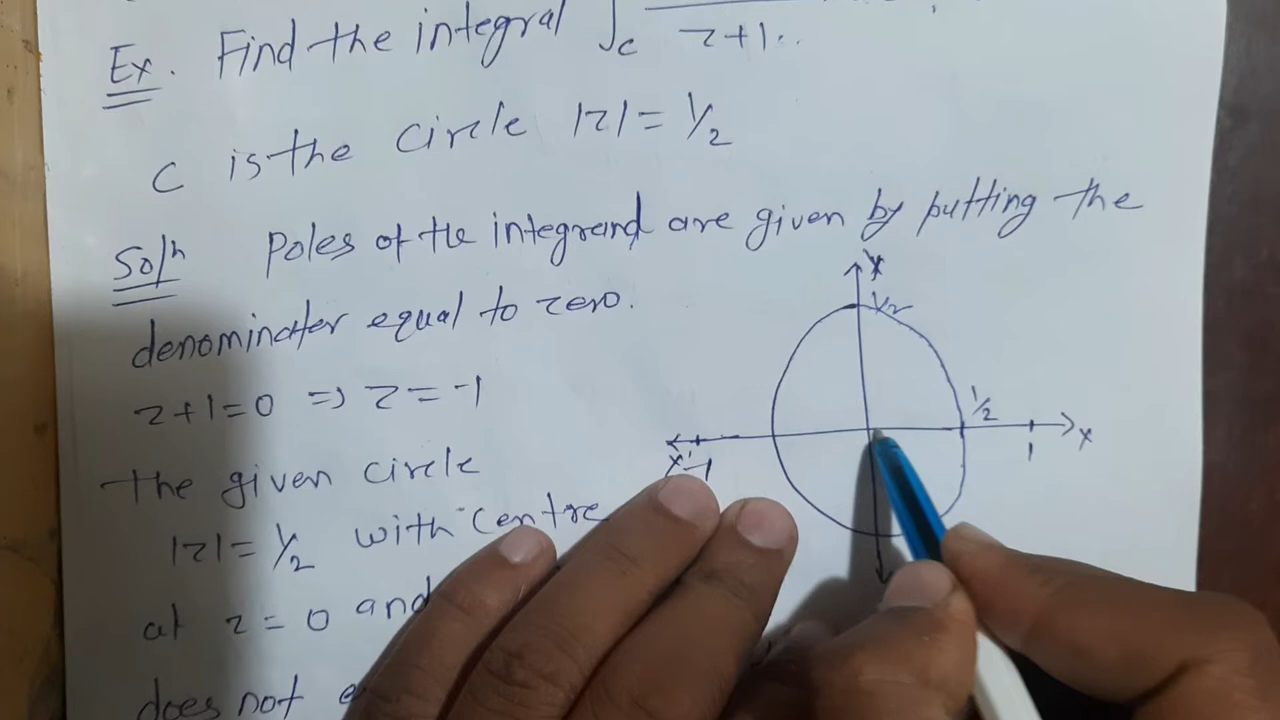 Ex. Find the integral ∫c z+1..
C is the circle |z| = 1/2
Soln Poles of the integrand are given by putting the
denominater equal to zero.
z+1=0 ⇒ z=-1
The given circle
|z| = 1/2 with centre
at z = 0 and
does not
Y
1/2
1/2
X
1
X'
-1